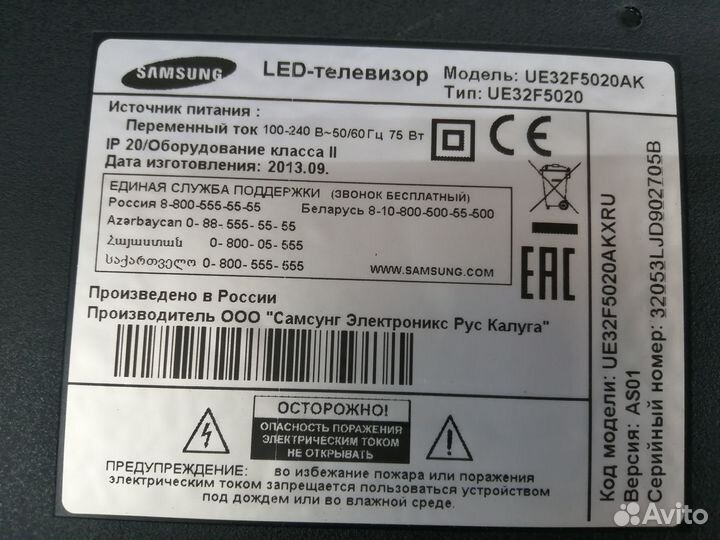 SAMSUNG
LED-телевизор
Модель: UE32F5020AK
Тип: UE32F5020
Источник питания :
Переменный ток 100-240 В~50/60 Гц 75 Вт
IP 20/Оборудование класса II
Дата изготовления: 2013.09.
ЕДИНАЯ СЛУЖБА ПОДДЕРЖКИ (ЗВОНОК БЕСПЛАТНЫЙ)
Россия 8-800-555-55-55
Беларусь 8-10-800-500-55-500
Azərbaycan 0- 88- 555- 55- 55
Հայաստան 0- 800- 05- 555
საქართველო 0- 800- 555- 555
WWW.SAMSUNG.COM
EAC
Произведено в России
Производитель ООО "Самсунг Электроникс Рус Калуга"
ОСТОРОЖНО!
ОПАСНОСТЬ ПОРАЖЕНИЯ
ЭЛЕКТРИЧЕСКИМ ТОКОМ
НЕ ОТКРЫВАТЬ
ПРЕДУПРЕЖДЕНИЕ: во избежание пожара или поражения
электрическим током запрещается пользоваться устройством
под дождем или во влажной среде.
Код модели: UE32F5020AKXRU
Версия: AS01
Серийный номер: 32053LJD902705B
Avito